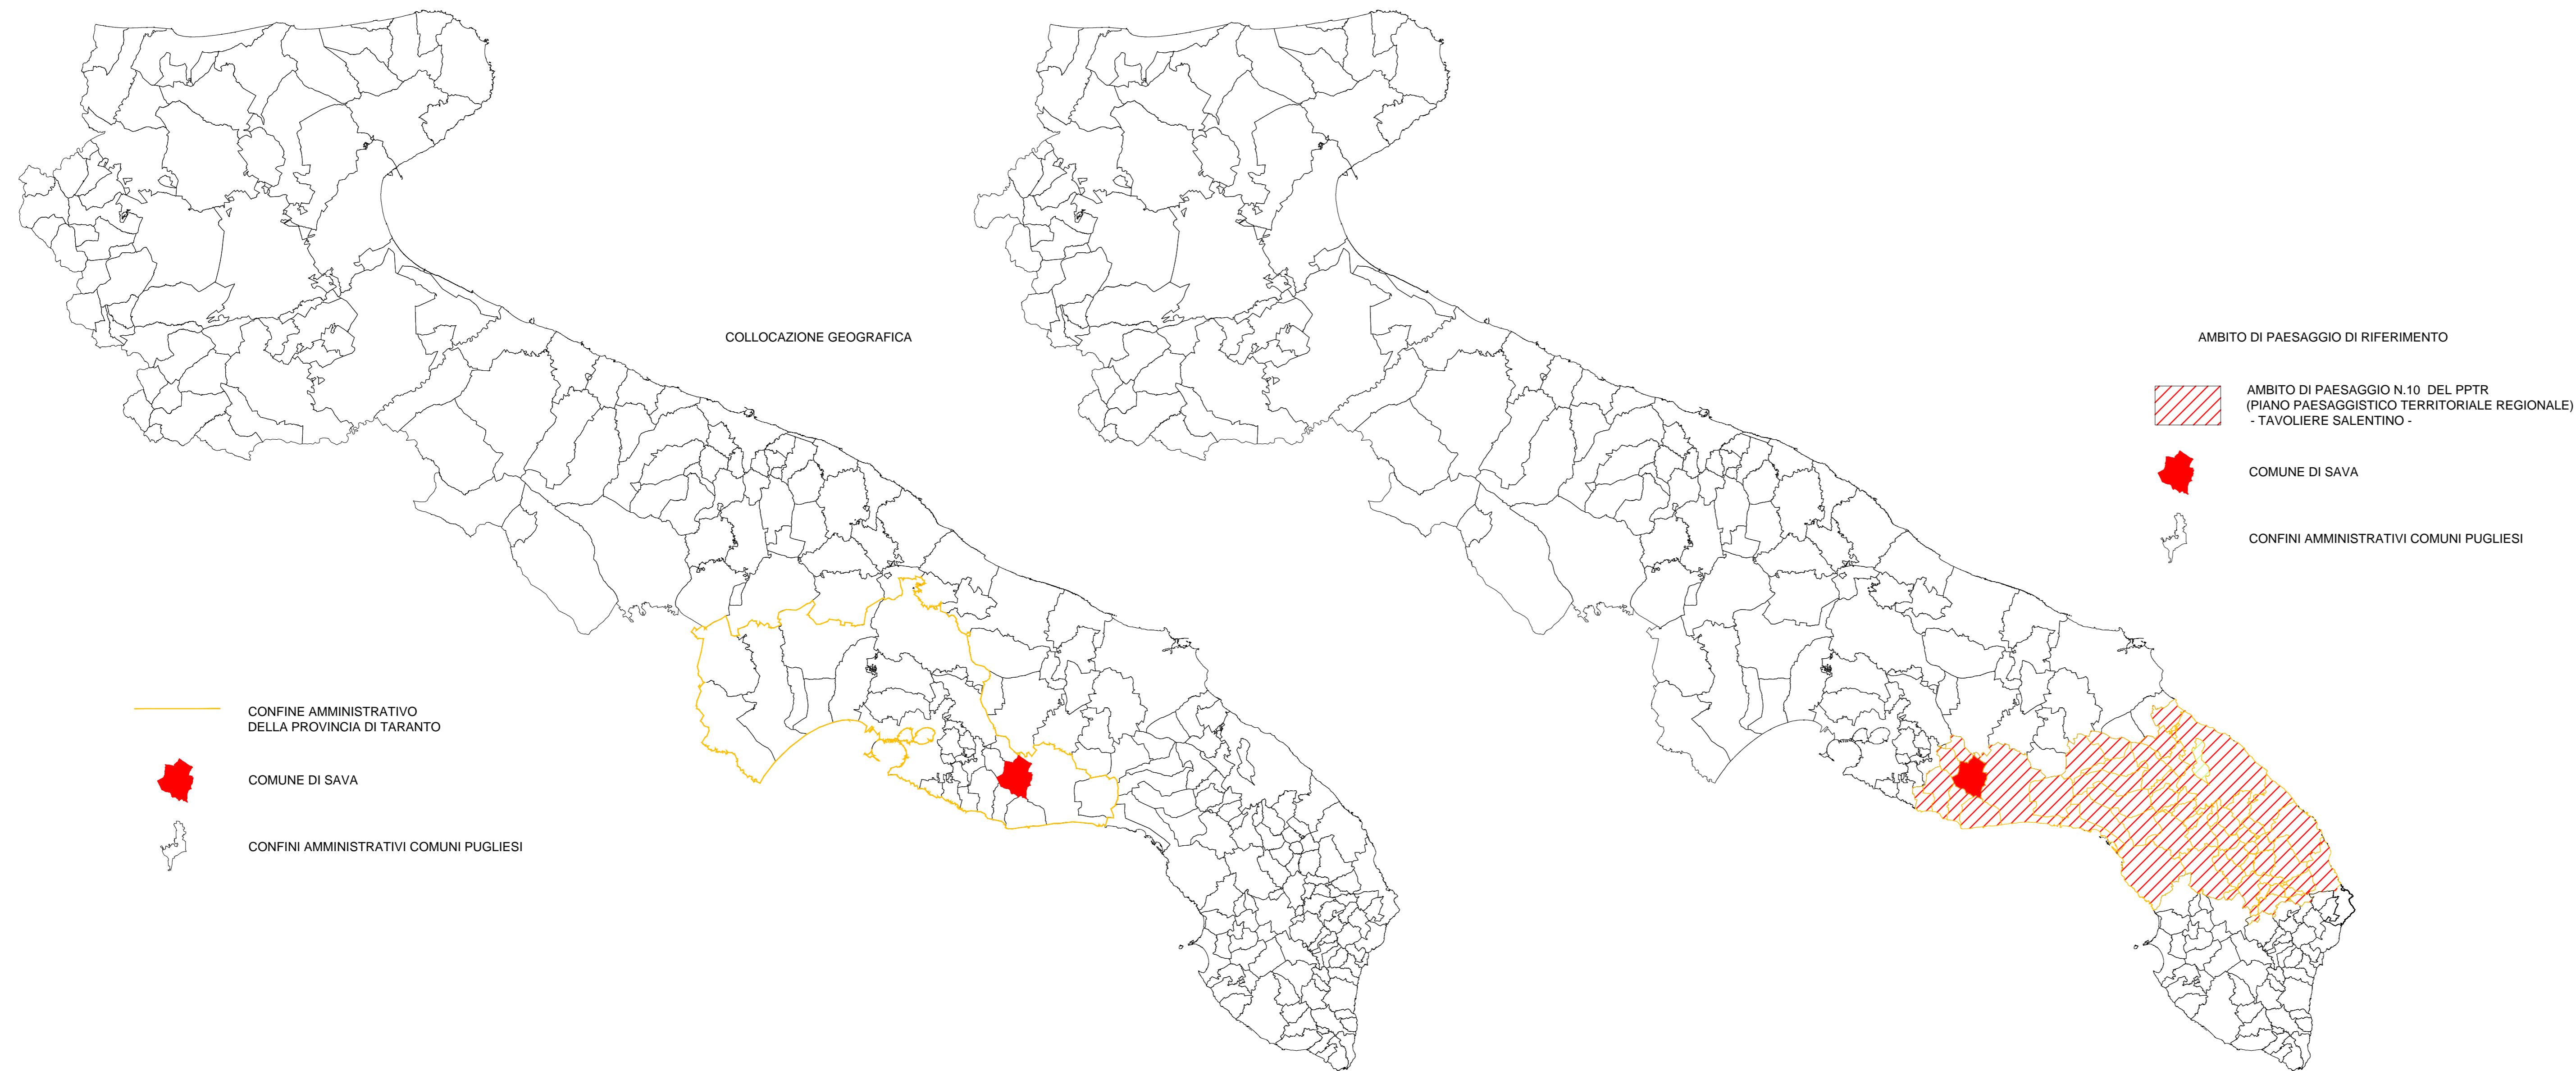 COLLOCAZIONE GEOGRAFICA
CONFINE AMMINISTRATIVO
DELLA PROVINCIA DI TARANTO
COMUNE DI SAVA
CONFINI AMMINISTRATIVI COMUNI PUGLIESI
AMBITO DI PAESAGGIO DI RIFERIMENTO
AMBITO DI PAESAGGIO N.10 DEL PPTR
(PIANO PAESAGGISTICO TERRITORIALE REGIONALE)
- TAVOLIERE SALENTINO -
COMUNE DI SAVA
CONFINI AMMINISTRATIVI COMUNI PUGLIESI